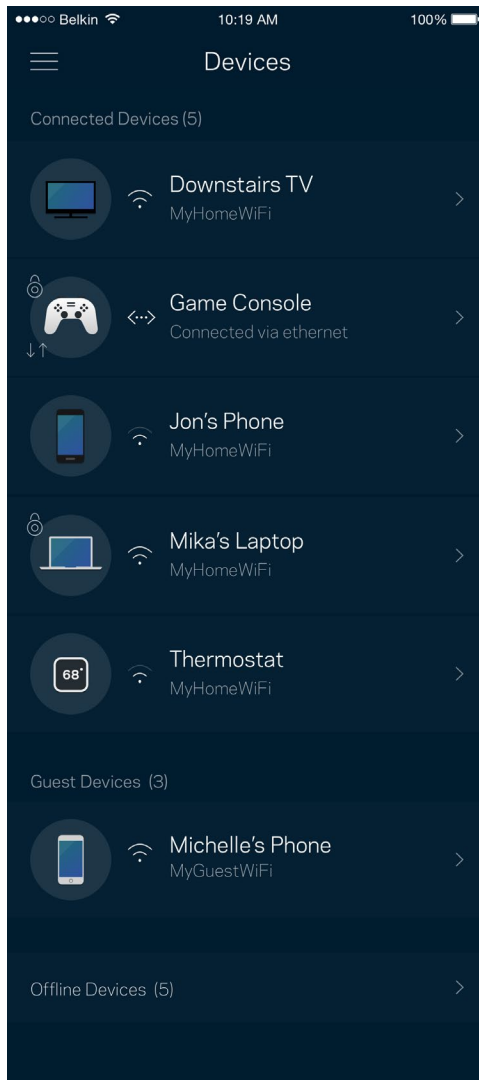 Belkin 10:19 AM 100%
Devices
Connected Devices (5)
Downstairs TV
MyHomeWiFi
Game Console
Connected via ethernet
Jon's Phone
MyHomeWiFi
Mika's Laptop
MyHomeWiFi
68°
Thermostat
MyHomeWiFi
Guest Devices (3)
Michelle's Phone
MyGuestWiFi
Offline Devices (5)